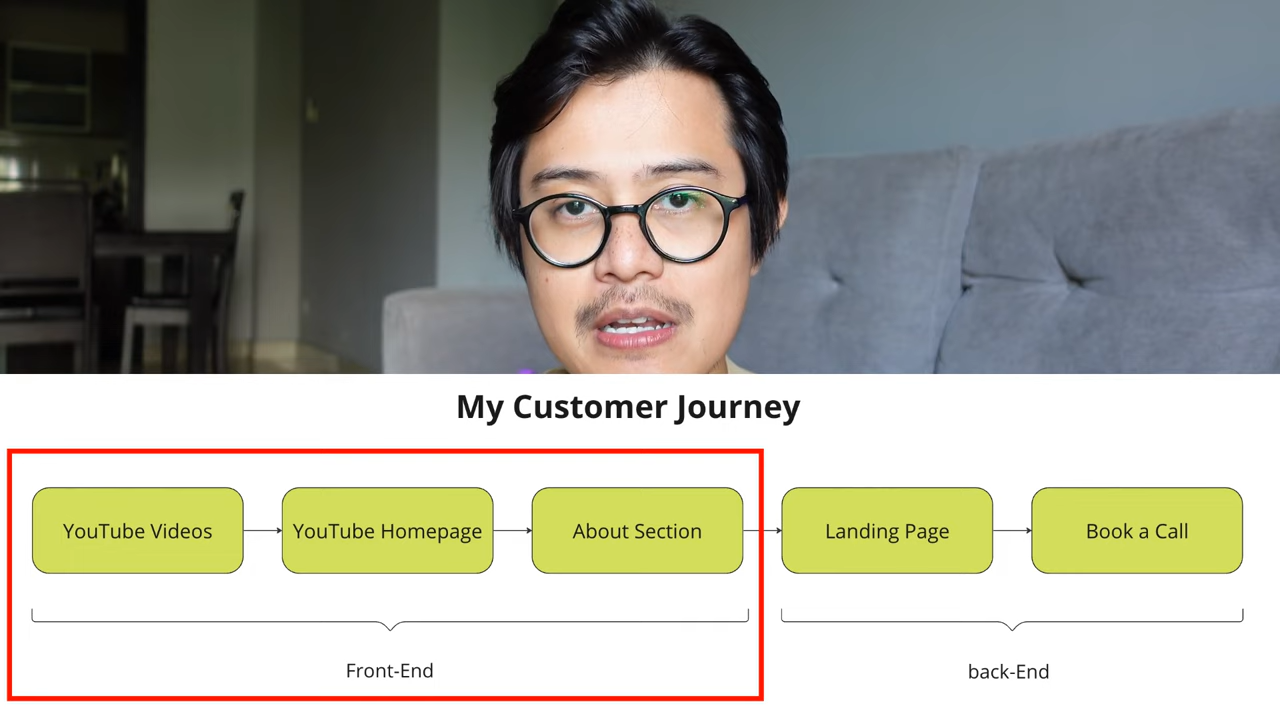 My Customer Journey
YouTube Videos
YouTube Homepage
About Section
Landing Page
Book a Call
Front-End
back-End